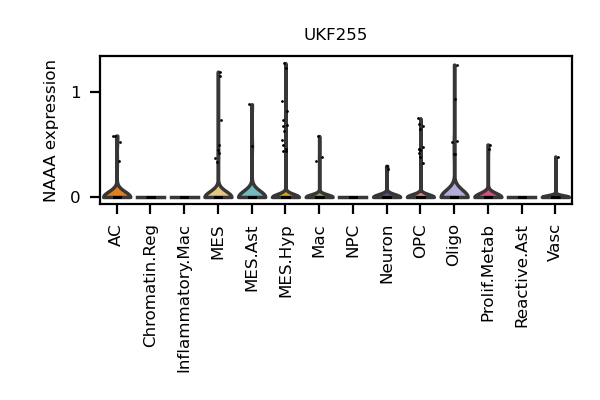 UKF255
NAAA expression
1
0
AC
Chromatin.Reg
Inflammatory.Mac
MES
MES.Ast
MES.Hyp
Mac
NPC
Neuron
OPC
Oligo
Prolif.Metab
Reactive.Ast
Vasc